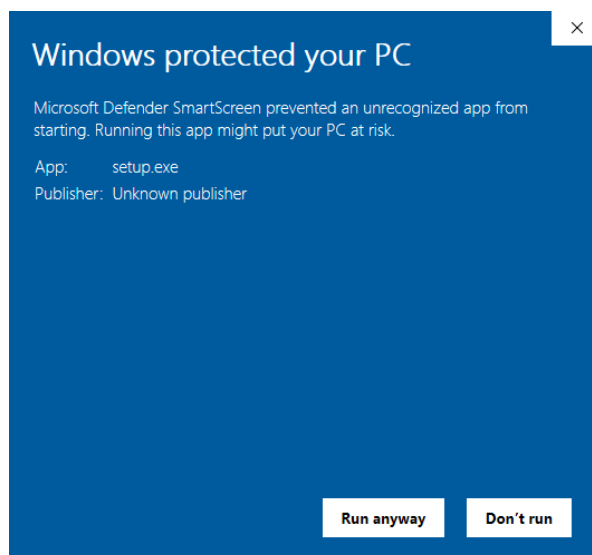 Windows protected your PC
Microsoft Defender SmartScreen prevented an unrecognized app from
starting. Running this app might put your PC at risk.
App: setup.exe
Publisher: Unknown publisher
Run anyway Don’t run